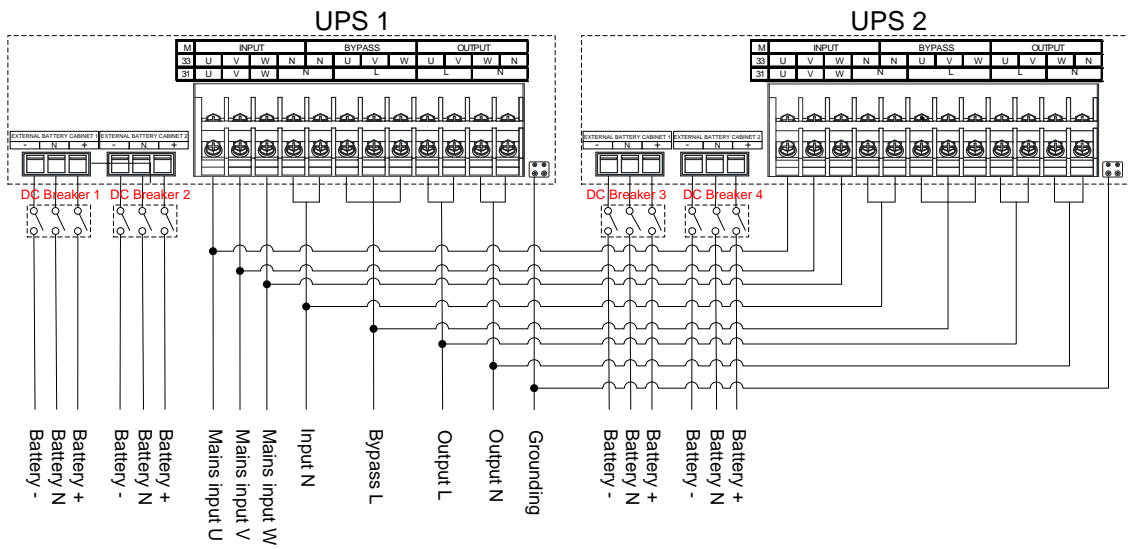 UPS 1
UPS 2
M INPUT BYPASS OUTPUT
33 U V W N N U V W U V W N
31 U V W N L L N
M INPUT BYPASS OUTPUT
33 U V W N N U V W U V W N
31 U V W N L L N
EXTERNAL BATTERY CABINET 1 EXTERNAL BATTERY CABINET 2
- N + - N +
EXTERNAL BATTERY CABINET 1 EXTERNAL BATTERY CABINET 2
- N + - N +
DC Breaker 1
DC Breaker 2
DC Breaker 3
DC Breaker 4
Battery -
Battery N
Battery +
Battery -
Battery N
Battery +
Mains input U
Mains input V
Mains input W
Input N
Bypass L
Output L
Output N
Grounding
Battery -
Battery N
Battery +
Battery -
Battery N
Battery +